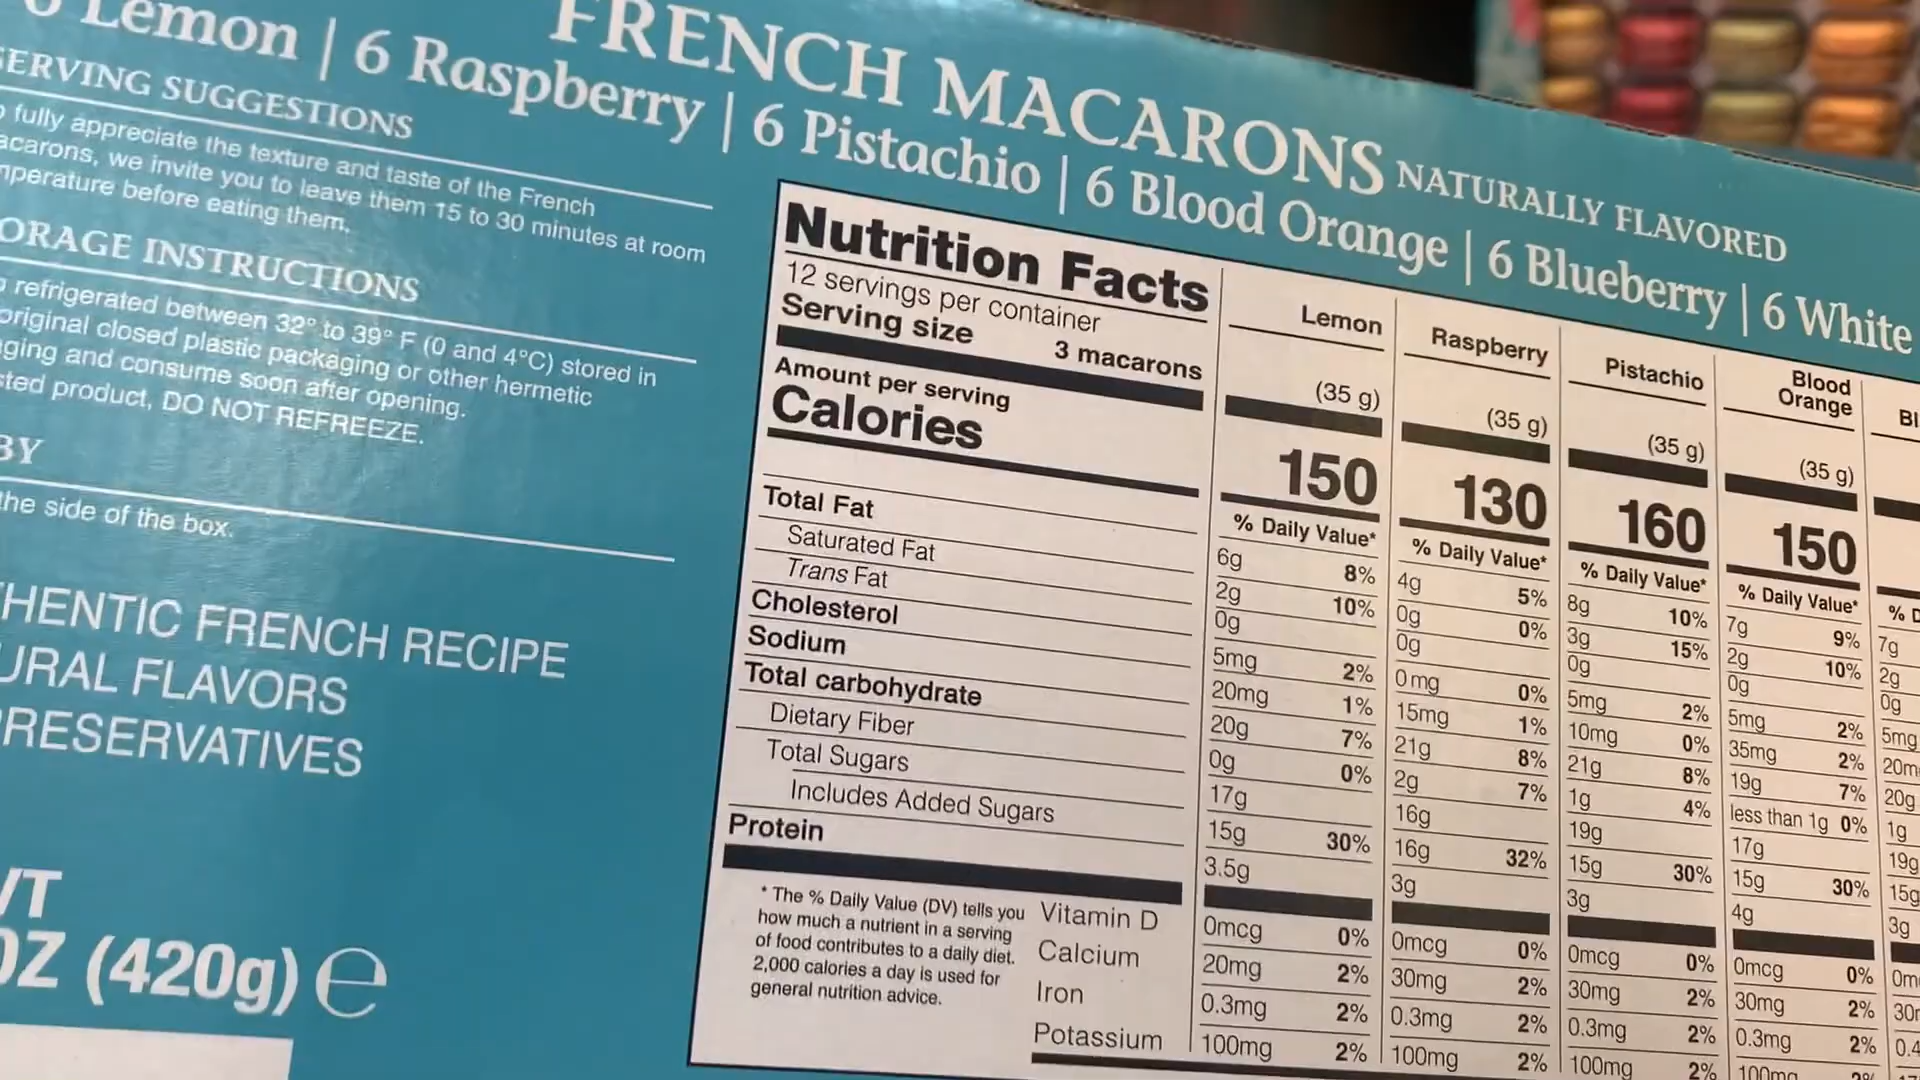 FRENCH MACARONS NATURALLY FLAVORED
6 Lemon | 6 Raspberry | 6 Pistachio | 6 Blood Orange | 6 Blueberry | 6 White
SERVING SUGGESTIONS
fully appreciate the texture and taste of the French
we invite you to leave them 15 to 30 minutes at room
before eating them.
INSTRUCTIONS
refrigerated between 32° to 39° F (0 and 4°C) stored in
original closed plastic packaging or other hermetic
and consume soon after opening.
product, DO NOT REFREEZE.
BY
the side of the box.
FRENCH RECIPE
FLAVORS
(420g) ℮
Nutrition Facts
12 servings per container
Serving size 3 macarons
Amount per serving
Calories
Total Fat
Saturated Fat
Trans Fat
Cholesterol
Sodium
Total carbohydrate
Dietary Fiber
Total Sugars
Includes Added Sugars
Protein
* The % Daily Value (DV) tells you
how much a nutrient in a serving
of food contributes to a daily diet.
2,000 calories a day is used for
general nutrition advice.
Vitamin D
Calcium
Iron
Potassium
Lemon
(35 g)
150
% Daily Value*
6g 8%
2g 10%
0g
5mg 2%
20mg 1%
20g 7%
0g 0%
17g
15g 30%
3.5g
0mcg 0%
20mg 2%
0.3mg 2%
100mg 2%
Raspberry
(35 g)
130
% Daily Value*
4g 5%
0g 0%
0g
0mg 0%
15mg 1%
21g 8%
2g 7%
16g
16g 32%
3g
0mcg 0%
30mg 2%
0.3mg 2%
100mg 2%
Pistachio
(35 g)
160
% Daily Value*
8g 10%
3g 15%
0g
5mg 2%
10mg 0%
21g 8%
1g 4%
19g
15g 30%
3g
0mcg 0%
30mg 2%
0.3mg 2%
100mg 2%
Blood
Orange
(35 g)
150
% Daily Value*
7g 9%
2g 10%
0g
5mg 2%
35mg 2%
19g 7%
less than 1g 0%
17g
15g 30%
4g
0mcg 0%
30mg 2%
0.3mg 2%
100mg
7g
2g
0g
5mg
20g
1g
19g
15g
3g